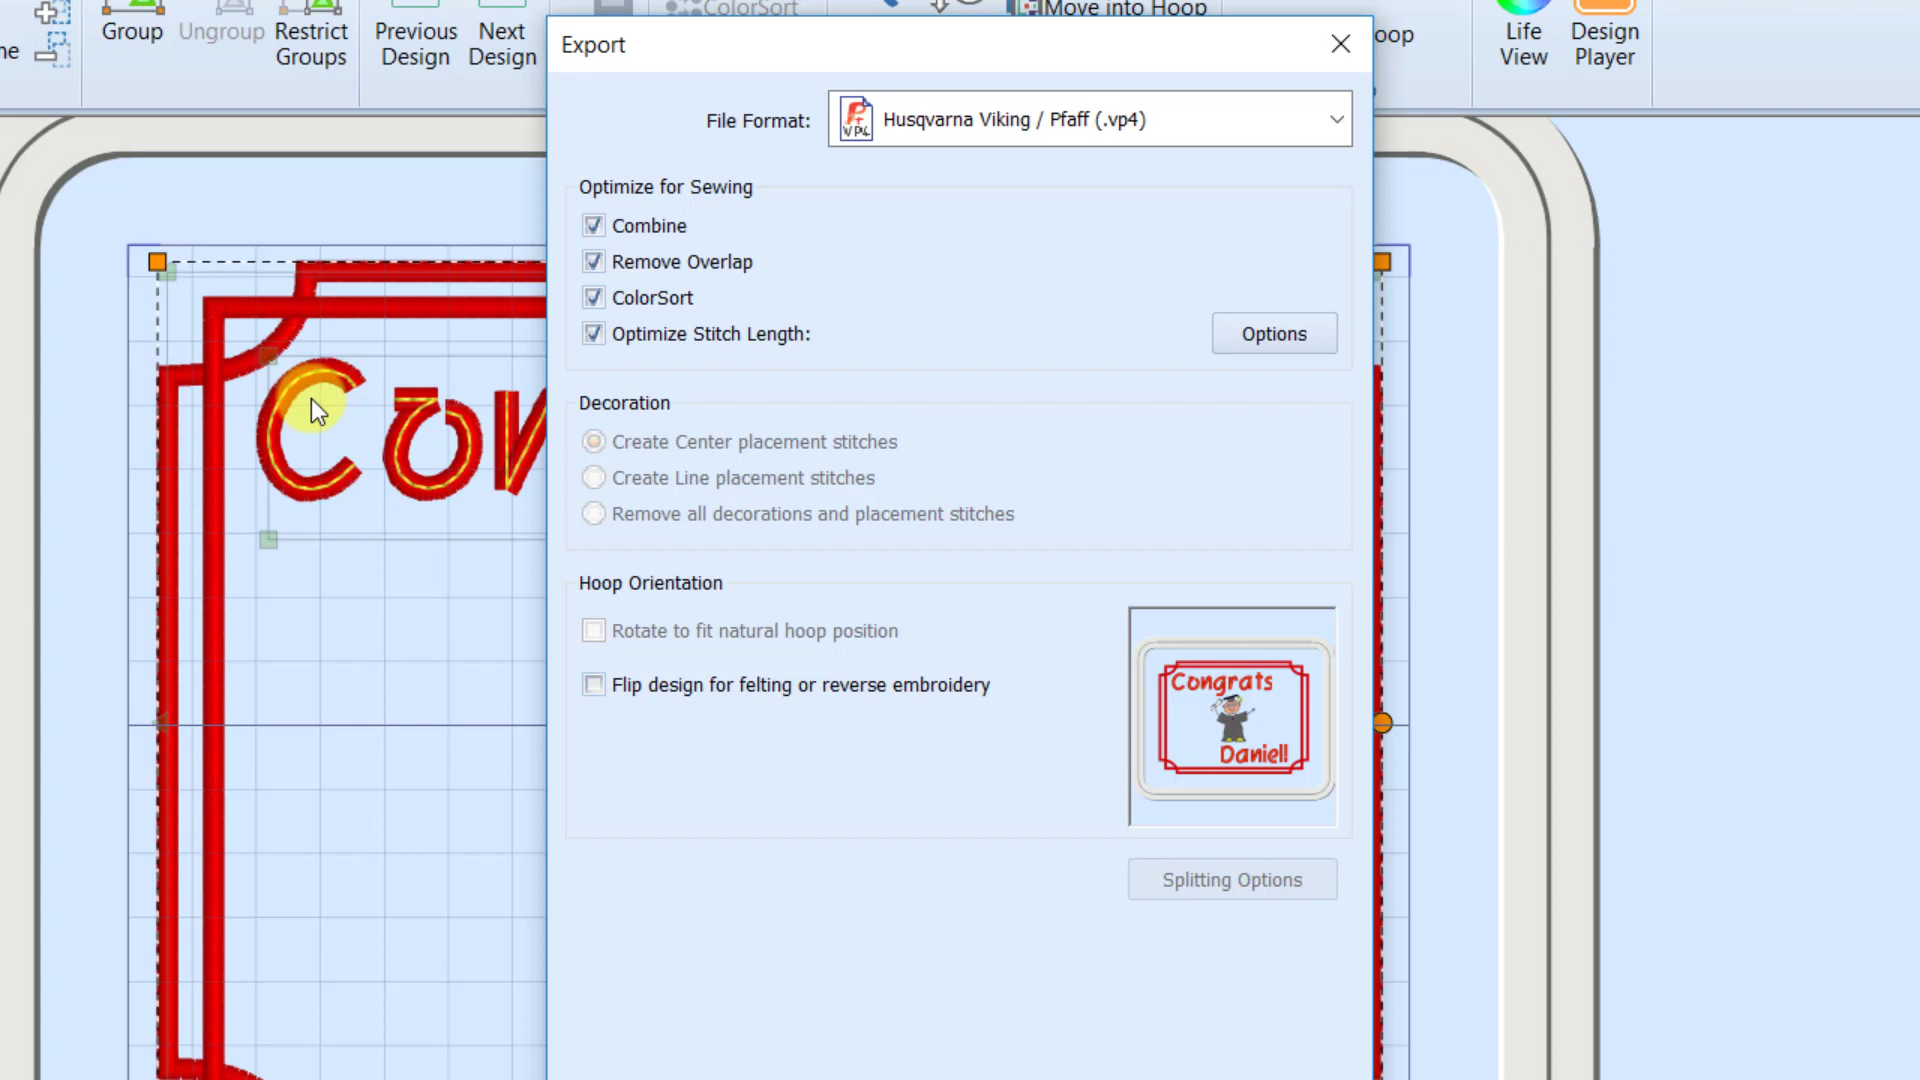 Group Ungroup Restrict Groups
Previous Design
Next Design
ColorSort
Move into Hoop
Life View
Design Player
Export
File Format:
VP4
Husqvarna Viking / Pfaff (.vp4)
Optimize for Sewing
Combine
Remove Overlap
ColorSort
Optimize Stitch Length:
Options
Decoration
Create Center placement stitches
Create Line placement stitches
Remove all decorations and placement stitches
Hoop Orientation
Rotate to fit natural hoop position
Flip design for felting or reverse embroidery
Congrats
Daniell
Splitting Options
Con